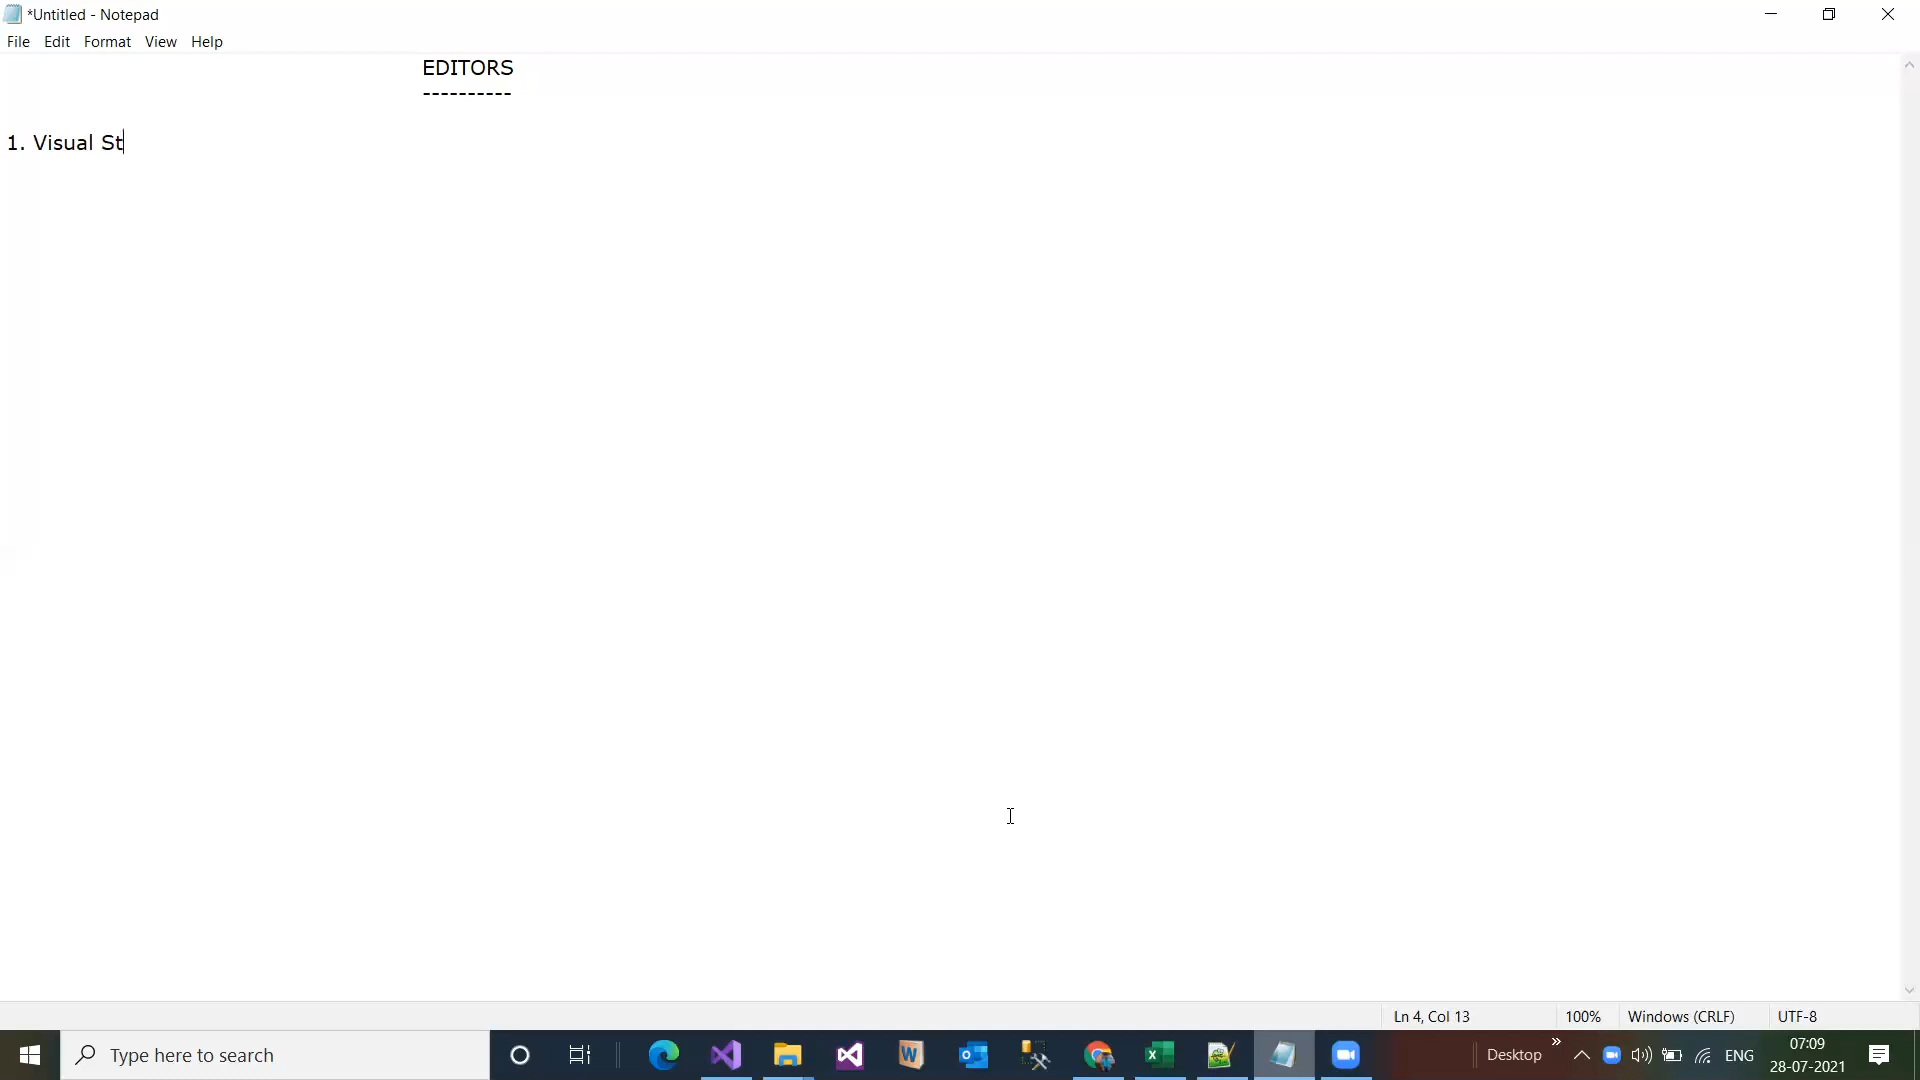 *Untitled - Notepad
File Edit Format View Help
EDITORS
----------
1. Visual St
Ln 4, Col 13 100% Windows (CRLF) UTF-8
Type here to search
Desktop
ENG
07:09
28-07-2021